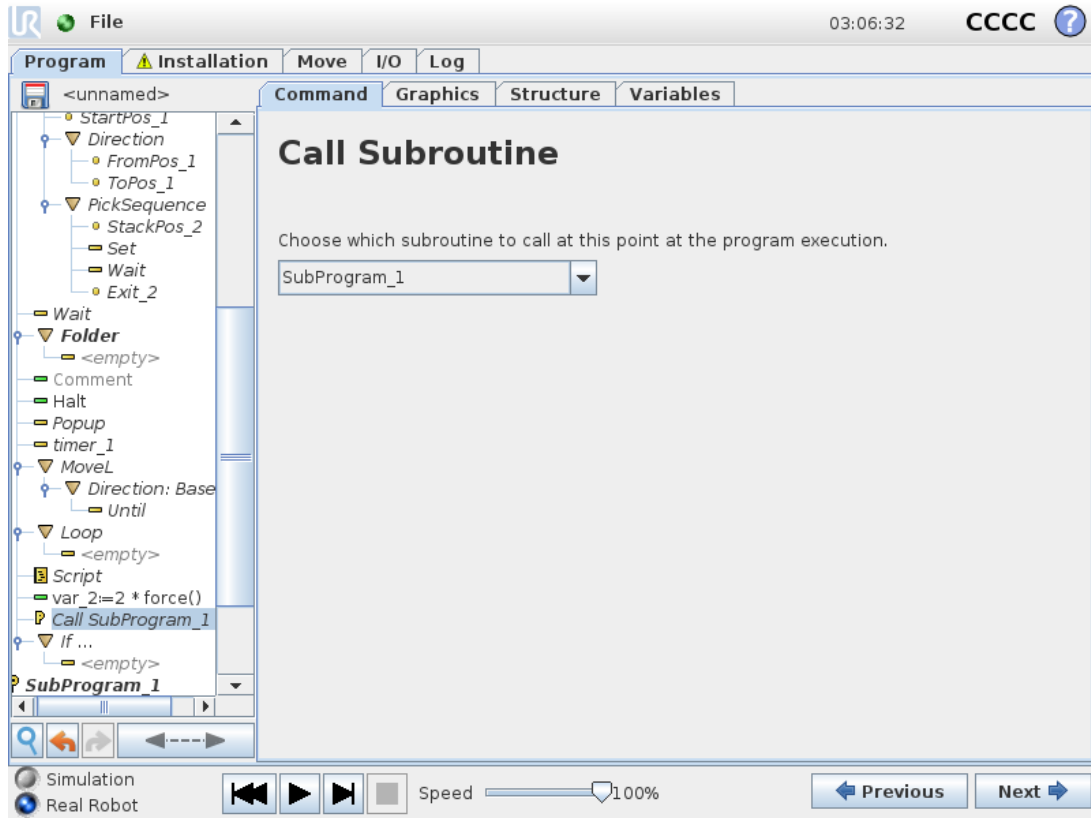 UR File 03:06:32 CCCC ?
Program Installation Move I/O Log
<unnamed>
Command Graphics Structure Variables
StartPos_1
Direction
FromPos_1
ToPos_1
PickSequence
StackPos_2
Set
Wait
Exit_2
Wait
Folder
<empty>
Comment
Halt
Popup
timer_1
MoveL
Direction: Base
Until
Loop
<empty>
Script
var_2:=2 * force()
P Call SubProgram_1
If ...
<empty>
P SubProgram_1
Call Subroutine
Choose which subroutine to call at this point at the program execution.
SubProgram_1
Simulation
Real Robot
Speed 100%
Previous Next